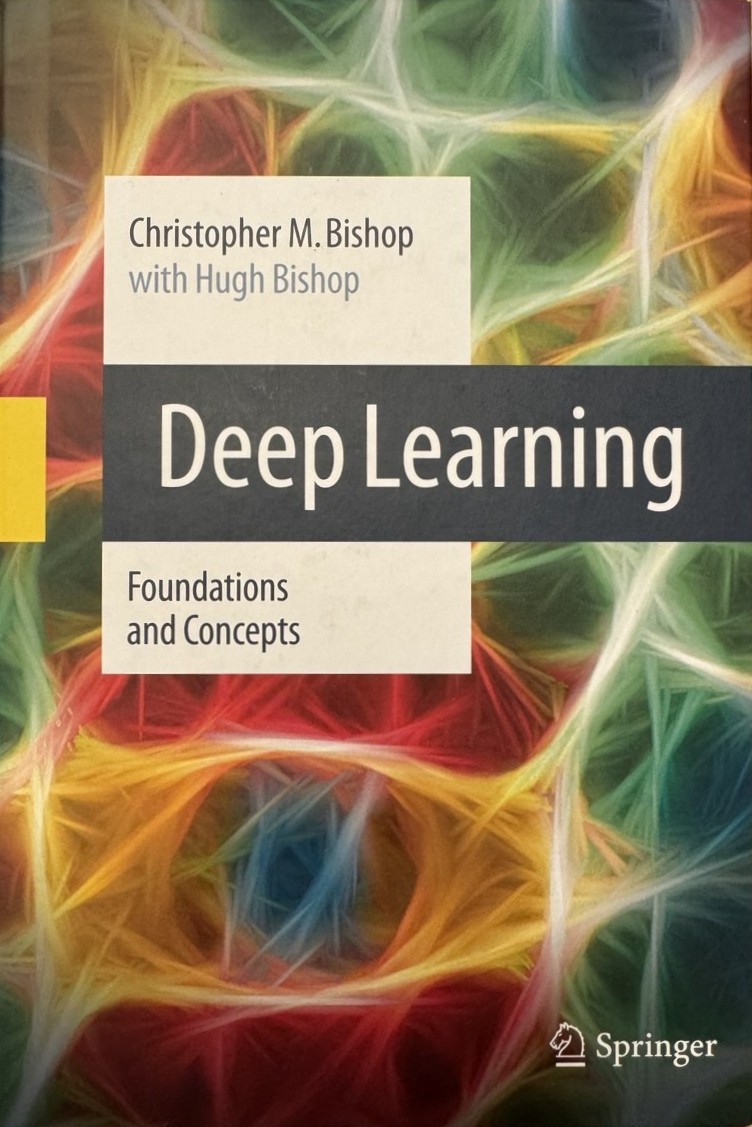 Christopher M. Bishop
with Hugh Bishop
Deep Learning
Foundations
and Concepts
Springer